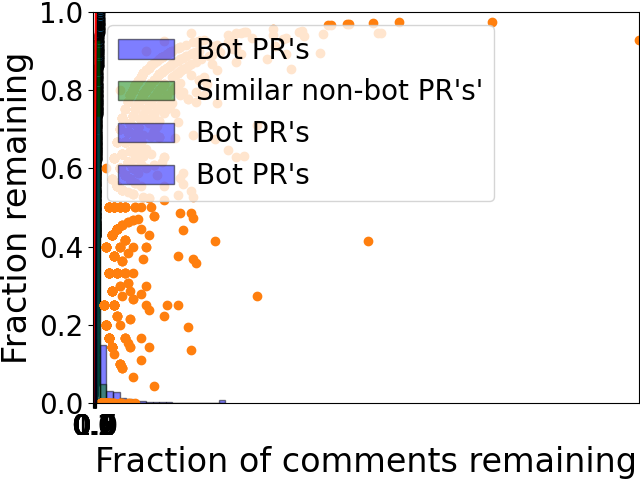 Fraction remaining
1.0
0.8
0.6
0.4
0.2
0.0
Bot PR's
Similar non-bot PR's'
Bot PR's
Bot PR's
Fraction of comments remaining